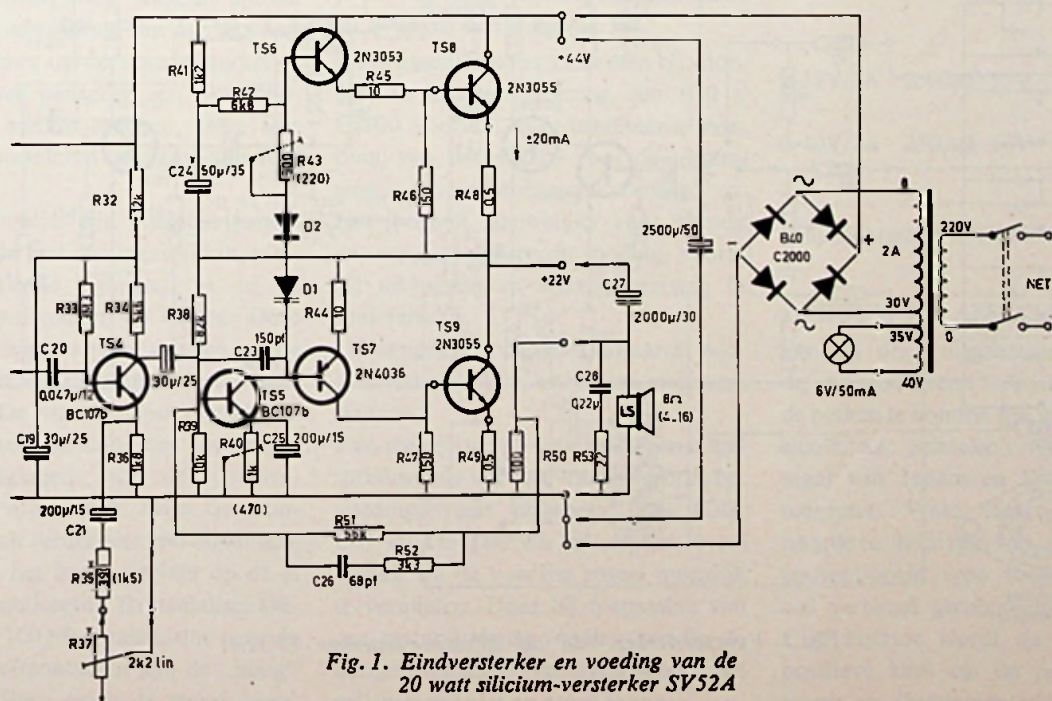 TS6
2N3053
TS8
+44V
R41
1k2
R42
6k8
R45
10
2N3055
±20mA
R43
500
(220)
C24
50µ/35
R32
12k
R46
150
R48
0,5
D2
2500µ/50
B40
C2000
+
2A
220V
30V
35V
40V
6V/50mA
0
NET
+22V
C27
2000µ/30
D1
R33
R34
R38
R44
10
150pf
C23
TS7
2N4036
TS9
2N3055
C20
0,047µ/12
TS4
BC107b
30µ/25
TS5
BC107b
C28
0,22µ
LS
8Ω
(4..16)
C19
30µ/25
R36
1k8
R39
10k
R40
1k
(470)
C25
200µ/15
R47
150
R49
0,5
100
R50
R53
22
200µ/15
C21
R51
56k
R52
3k3
C26
68pf
R35
39
(1k5)
R37
2k2 lin
Fig. 1. Eindversterker en voeding van de
20 watt silicium-versterker SV52A